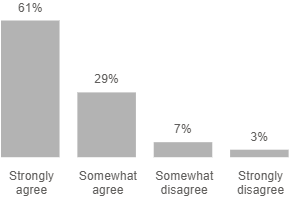 61%
29%
7%
3%
Strongly agree
Somewhat agree
Somewhat disagree
Strongly disagree